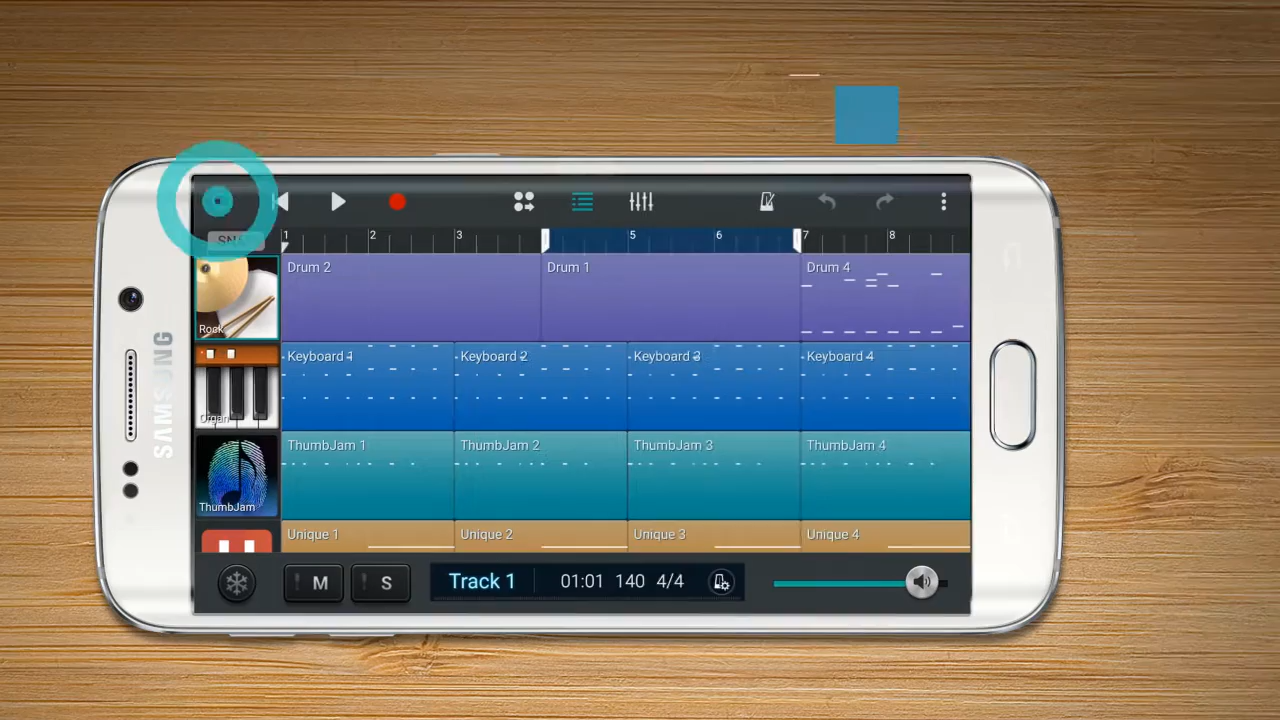 SN
1 2 3 5 6 7 8
Drum 2 Drum 1 Drum 4
Rock
Keyboard 1 Keyboard 2 Keyboard 3 Keyboard 4
Organ
ThumbJam 1 ThumbJam 2 ThumbJam 3 ThumbJam 4
ThumbJam
Unique 1 Unique 2 Unique 3 Unique 4
M S Track 1 01:01 140 4/4
SAMSUNG